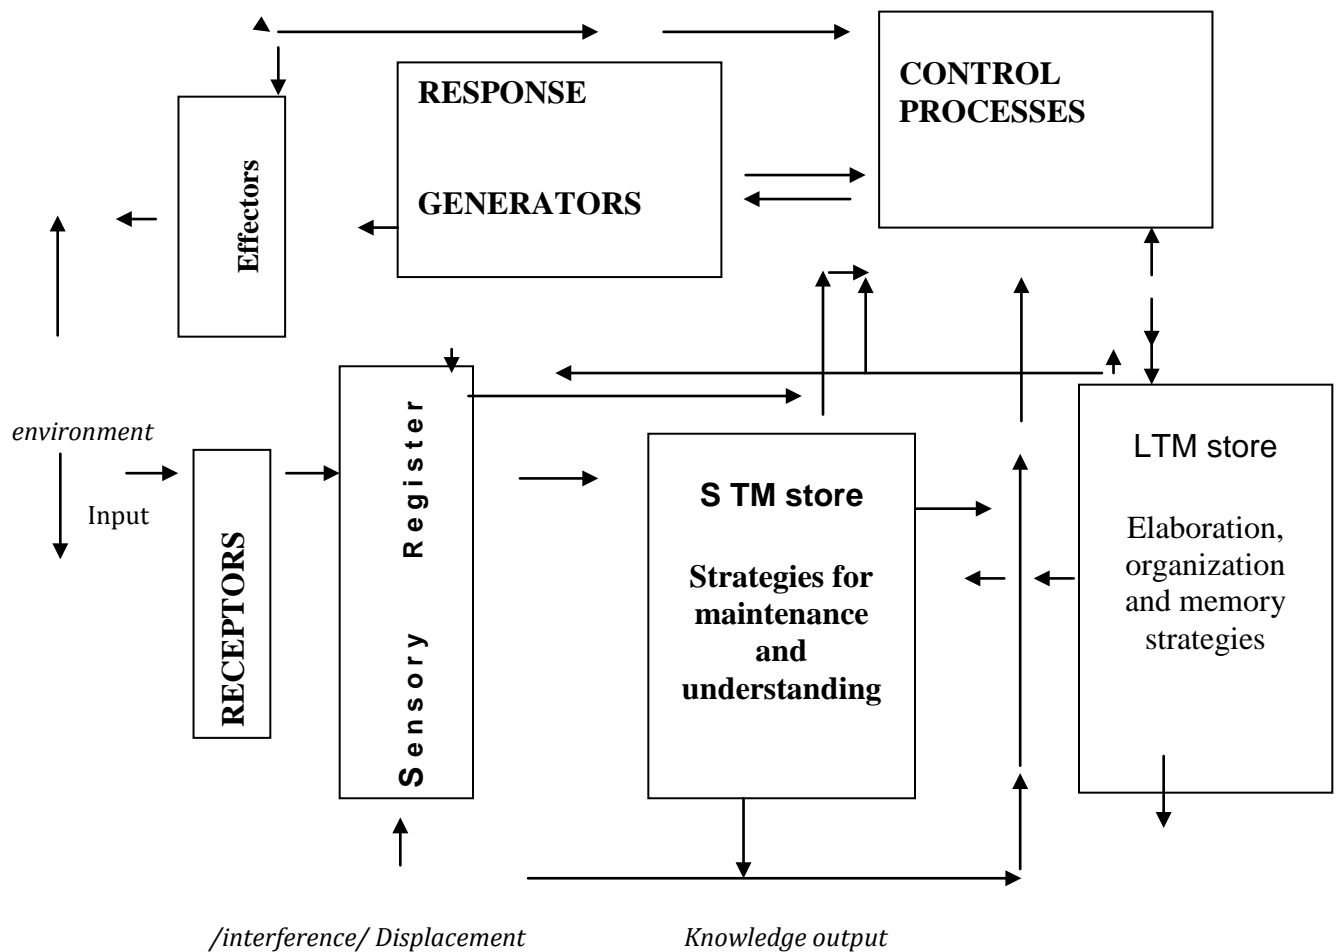 RESPONSE
GENERATORS
CONTROL
PROCESSES
Effectors
environment
Input
RECEPTORS
Sensory Register
S TM store
Strategies for
maintenance
and
understanding
LTM store
Elaboration,
organization
and memory
strategies
/interference/ Displacement
Knowledge output